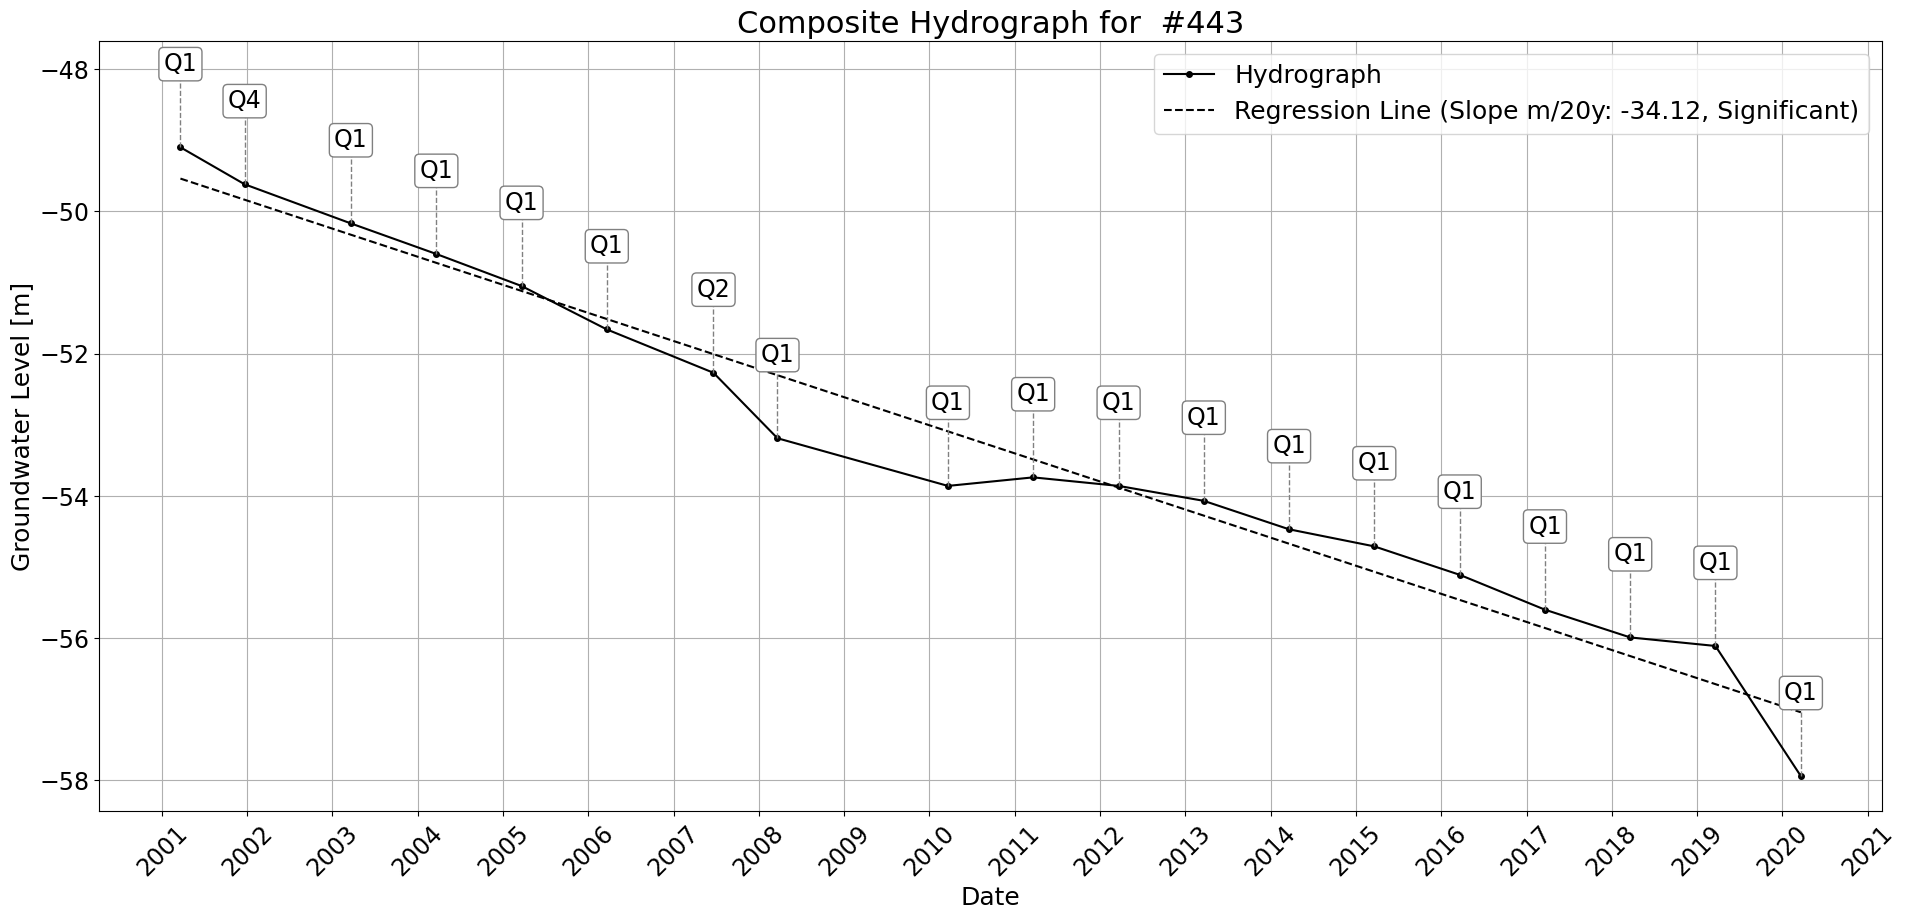 Composite Hydrograph for  #443
Hydrograph
Regression Line (Slope m/20y: -34.12, Significant)
Q1
Q4
Q1
Q1
Q1
Q1
Q2
Q1
Q1
Q1
Q1
Q1
Q1
Q1
Q1
Q1
Q1
Q1
Q1
Groundwater Level [m]
−48
−50
−52
−54
−56
−58
2001
2002
2003
2004
2005
2006
2007
2008
2009
2010
2011
2012
2013
2014
2015
2016
2017
2018
2019
2020
2021
Date